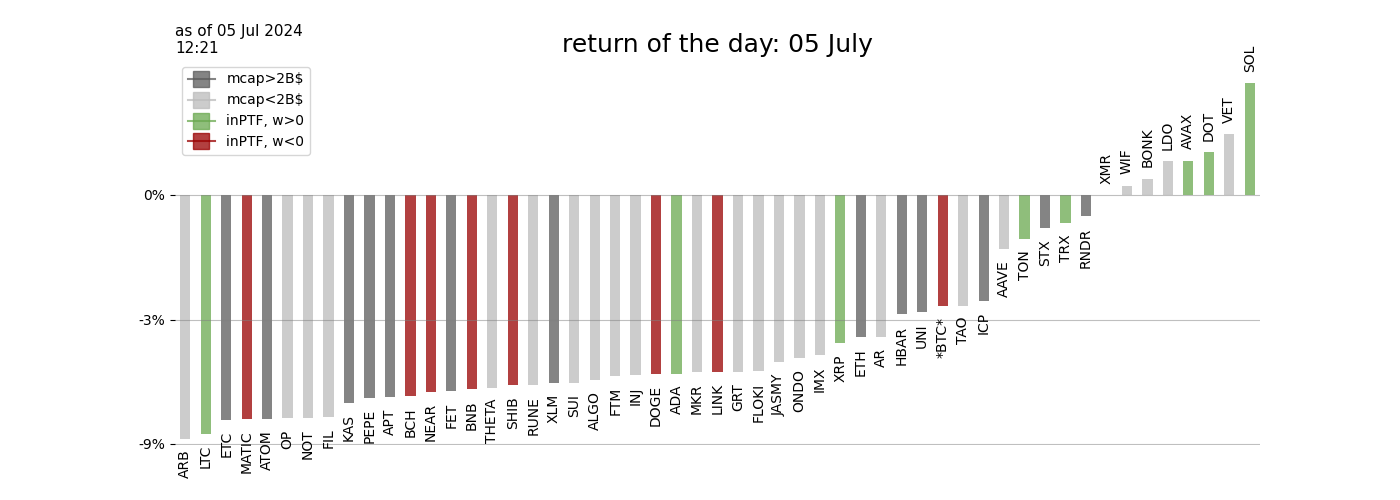 as of 05 Jul 2024
12:21
return of the day: 05 July
mcap>2B$
mcap<2B$
inPTF, w>0
inPTF, w<0
0%
-3%
-9%
ARB
LTC
ETC
MATIC
ATOM
OP
NOT
FIL
KAS
PEPE
APT
BCH
NEAR
FET
BNB
THETA
SHIB
RUNE
XLM
SUI
ALGO
FTM
INJ
DOGE
ADA
MKR
LINK
GRT
FLOKI
JASMY
ONDO
IMX
XRP
ETH
AR
HBAR
UNI
*BTC*
TAO
ICP
AAVE
TON
STX
TRX
RNDR
XMR
WIF
BONK
LDO
AVAX
DOT
VET
SOL